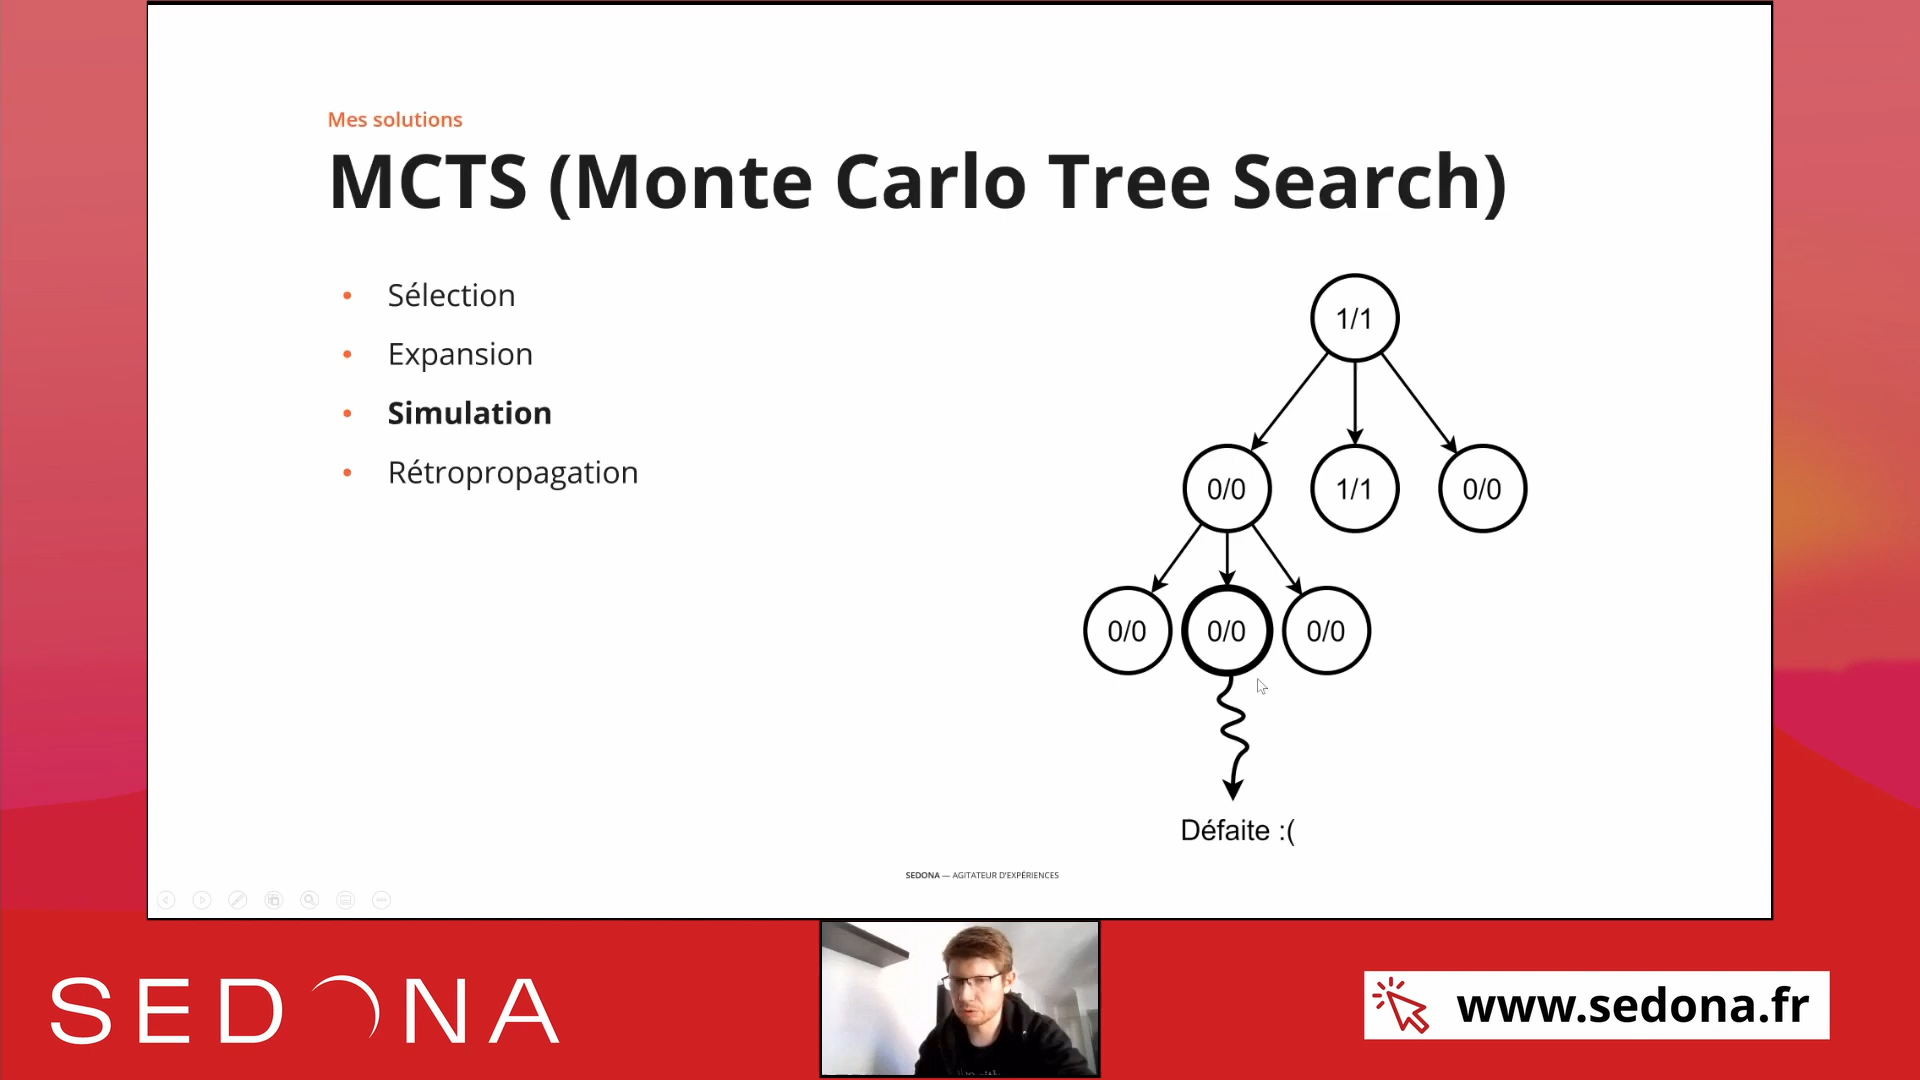 Mes solutions
MCTS (Monte Carlo Tree Search)
• Sélection
• Expansion
• Simulation
• Rétropropagation
1/1
0/0 1/1 0/0
0/0 0/0 0/0
Défaite :(
SEDONA — AGITATEUR D'EXPÉRIENCES
SEDONA
www.sedona.fr